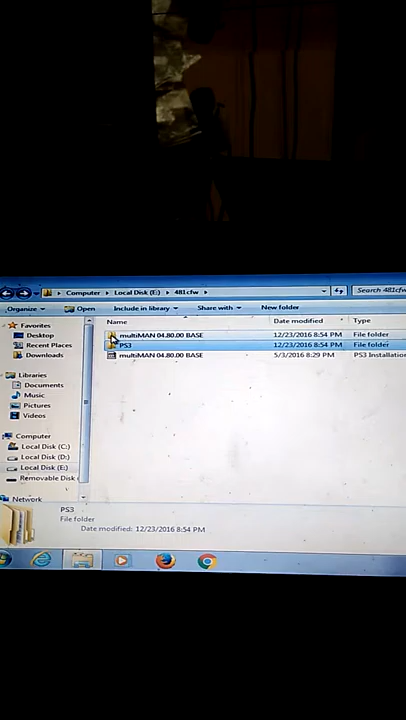 Computer ▸ Local Disk (E:) ▸ 481cfw ▸
Search 481cfw
Organize Open Include in library Share with New folder
Name Date modified Type
Favorites
Desktop
Recent Places
Downloads
Libraries
Documents
Music
Pictures
Videos
Computer
Local Disk (C:)
Local Disk (D:)
Local Disk (E:)
Removable Disk
Network
multiMAN 04.80.00 BASE 12/23/2016 8:54 PM File folder
PS3 12/23/2016 8:54 PM File folder
multiMAN 04.80.00 BASE 5/3/2016 8:29 PM PS3 Installatio
PS3
File folder
Date modified: 12/23/2016 8:54 PM